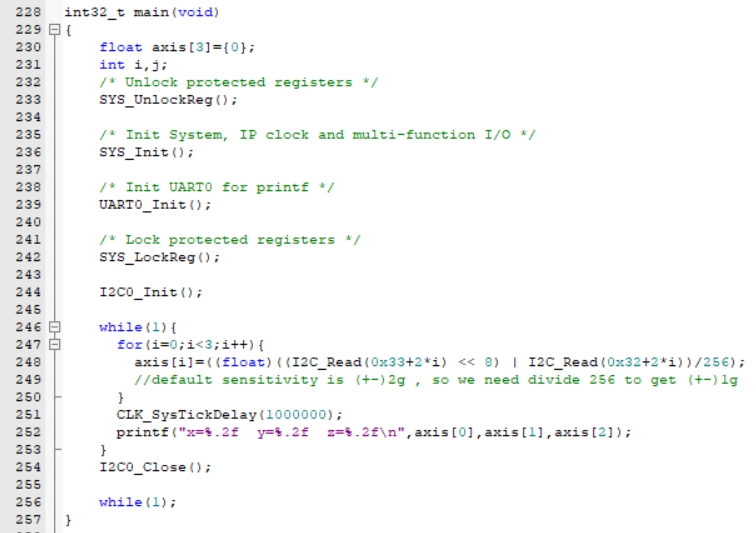 228 int32_t main(void)
229 {
230     float axis[3]={0};
231     int i,j;
232     /* Unlock protected registers */
233     SYS_UnlockReg();
234
235     /* Init System, IP clock and multi-function I/O */
236     SYS_Init();
237
238     /* Init UART0 for printf */
239     UART0_Init();
240
241     /* Lock protected registers */
242     SYS_LockReg();
243
244     I2C0_Init();
245
246     while(1){
247       for(i=0;i<3;i++){
248         axis[i]=((float)((I2C_Read(0x33+2*i) << 8) | I2C_Read(0x32+2*i))/256);
249         //default sensitivity is (+-)2g , so we need divide 256 to get (+-)1g
250       }
251       CLK_SysTickDelay(1000000);
252       printf("x=%.2f  y=%.2f  z=%.2f\n",axis[0],axis[1],axis[2]);
253     }
254     I2C0_Close();
255
256     while(1);
257 }